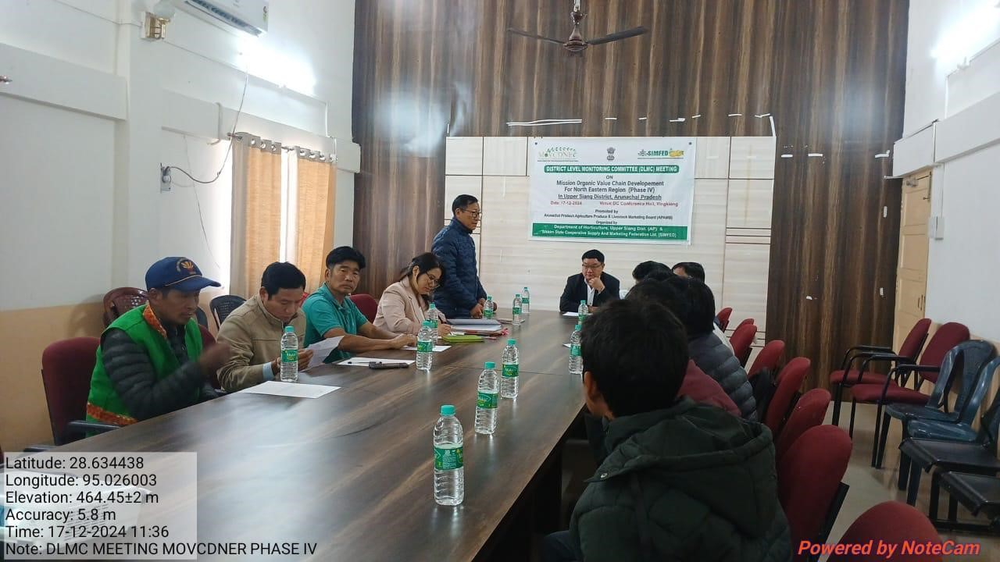 MOVCDNER
SIMFED
DISTRICT LEVEL MONITORING COMMITTEE (DLMC) MEETING
ON
Mission Organic Value Chain Developement
For North Eastern Region (Phase IV)
In Upper Siang District, Arunachal Pradesh
Date: 17-12-2024 Venue: DC Conference Hall, Yingkiong
Promoted by
Arunachal Pradesh Agriculture Produce & Livestock Marketing Board (APAMB)
Organized by
Department of Horticulture, Upper Siang Dist. (AP) &
Sikkim State Cooperative Supply And Marketing Federation Ltd. (SIMFED)
Latitude: 28.634438
Longitude: 95.026003
Elevation: 464.45±2 m
Accuracy: 5.8 m
Time: 17-12-2024 11:36
Note: DLMC MEETING MOVCDNER PHASE IV
Powered by NoteCam